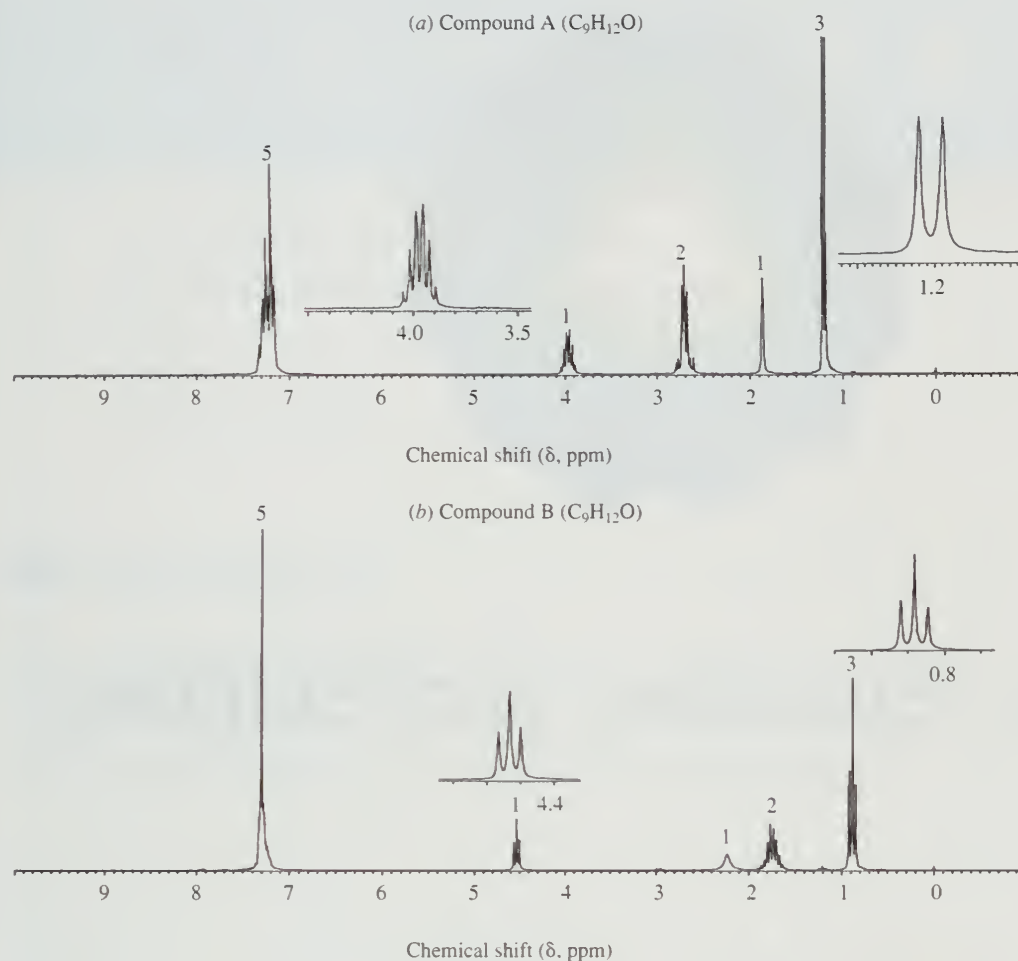 (a) Compound A (C₉H₁₂O)
3
5
2
1
1
1.2
4.0 3.5
9 8 7 6 5 4 3 2 1 0
Chemical shift (δ, ppm)
(b) Compound B (C₉H₁₂O)
5
3
0.8
4.4
1
1
2
9 8 7 6 5 4 3 2 1 0
Chemical shift (δ, ppm)